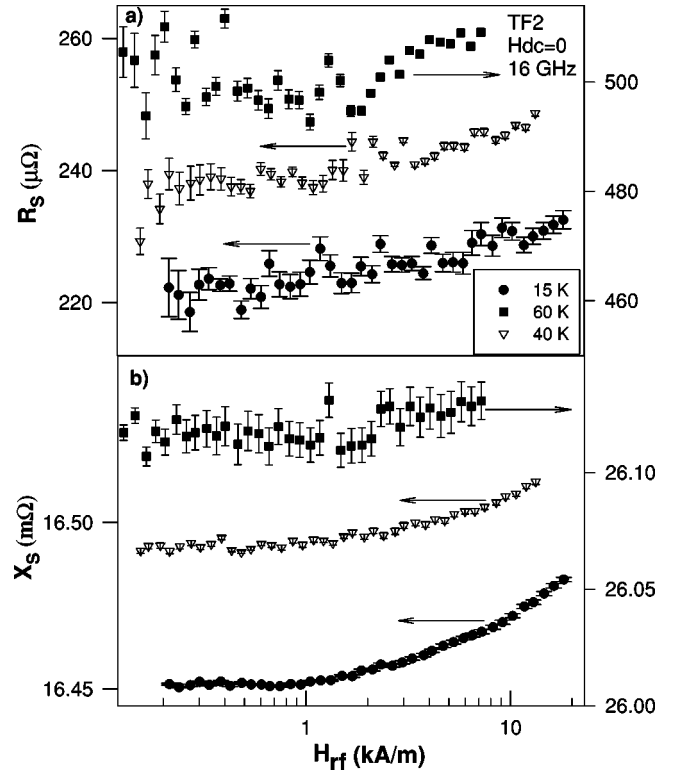 a)
TF2
Hdc=0
16 GHz
260
240
220
R_S (μΩ)
500
480
460
15 K
60 K
40 K
b)
16.50
16.45
X_S (mΩ)
26.10
26.05
26.00
1
10
H_rf (kA/m)